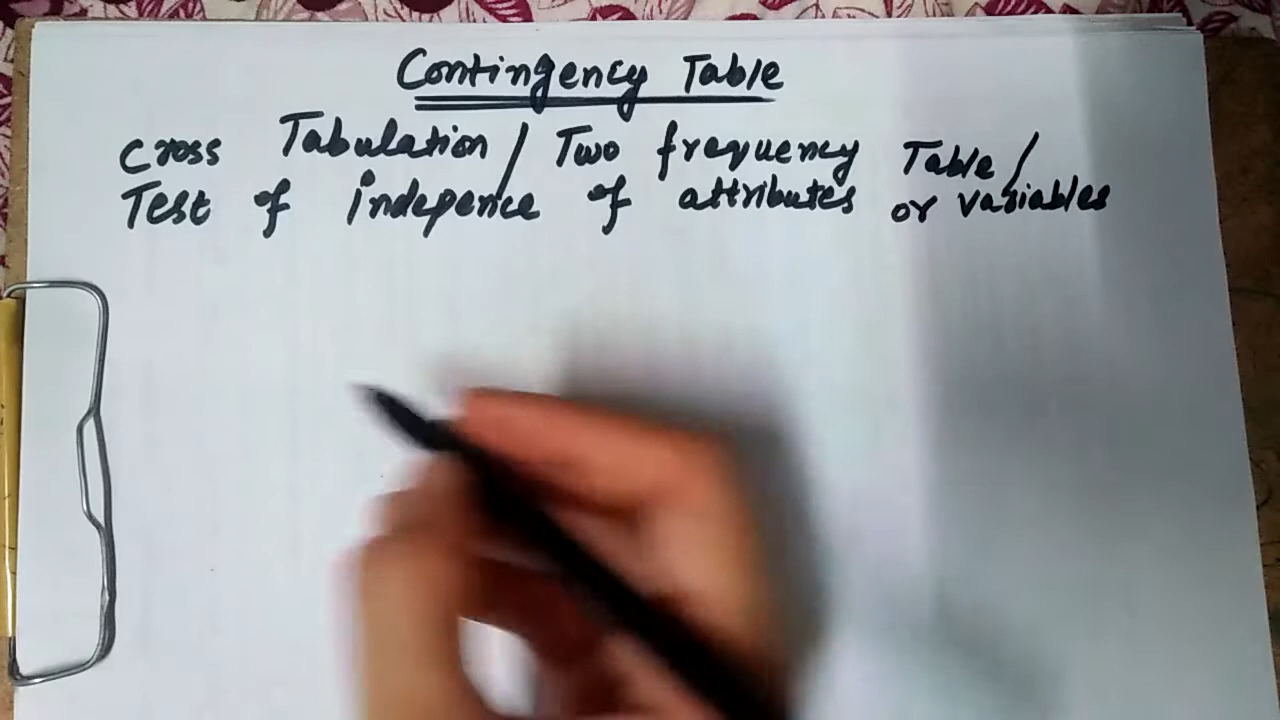 Contingency Table
Cross Tabulation / Two frequency Table /
Test of indepence of attributes or variables